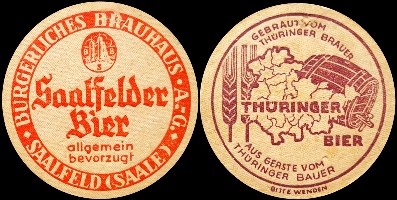 BÜRGERLICHES BRAUHAUS · A.-G. ·
Saalfelder
Bier
allgemein
bevorzugt
SAALFELD (SAALE)
GEBRAUT VOM
THÜRINGER BRAUER
THÜRINGER
BIER
AUS GERSTE VOM
THÜRINGER BAUER
BITTE WENDEN